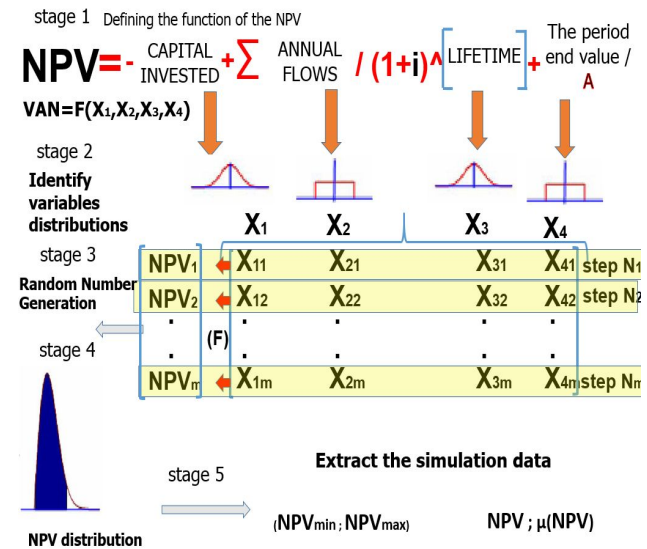 stage 1 Defining the function of the NPV
NPV=- CAPITAL INVESTED +∑ ANNUAL FLOWS / (1+i)^[LIFETIME] + The period end value / A
VAN=F(X₁,X₂,X₃,X₄)
stage 2
Identify
variables
distributions
X₁ X₂ X₃ X₄
stage 3
Random Number
Generation
NPV₁ X₁₁ X₂₁ X₃₁ X₄₁ step N₁
NPV₂ X₁₂ X₂₂ X₃₂ X₄₂ step N₂
. . . . .
(F)
. . . . .
NPVₘ X₁ₘ X₂ₘ X₃ₘ X₄ₘ step Nₘ
stage 4
NPV distribution
stage 5
Extract the simulation data
(NPVmin ; NPVmax) NPV ; μ(NPV)